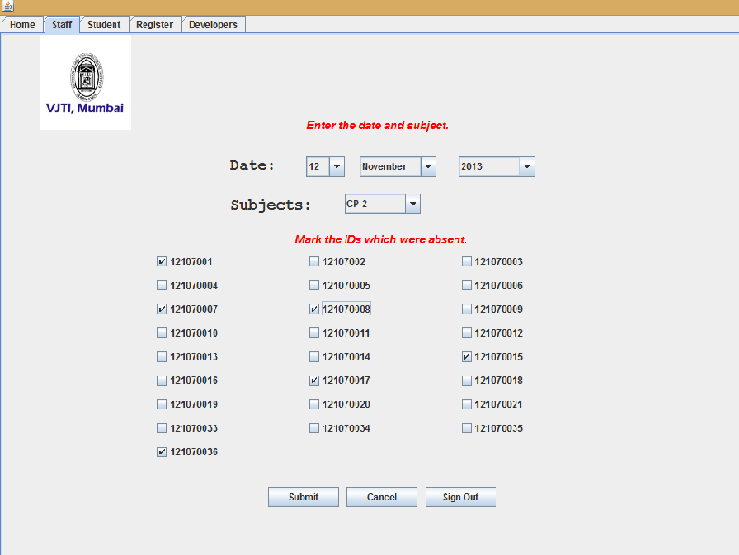 Home Staff Student Register Developers
VJTI, Mumbai
Enter the date and subject.
Date: 12 November 2013
Subjects: CP 2
Mark the IDs which were absent.
12107001 12107002 121070003
121070004 121070005 121070006
121070007 121070008 121070009
121070010 121070011 121070012
121070013 121070014 121070015
121070016 121070017 121070018
121070019 121070020 121070021
121070033 121070034 121070035
121070036
Submit Cancel Sign Out